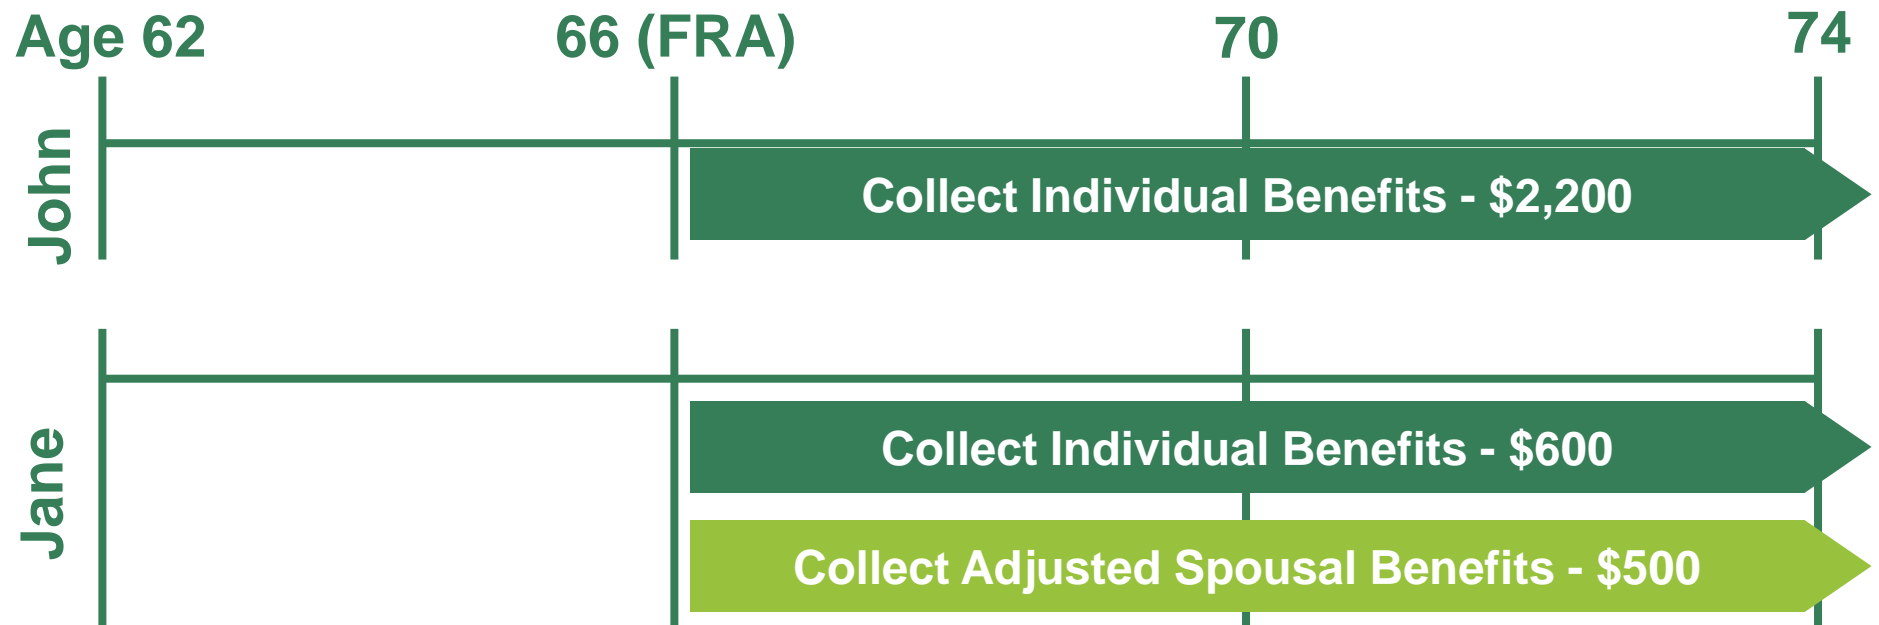 Age 62
66 (FRA)
70
74
John
Collect Individual Benefits - $2,200
Jane
Collect Individual Benefits - $600
Collect Adjusted Spousal Benefits - $500